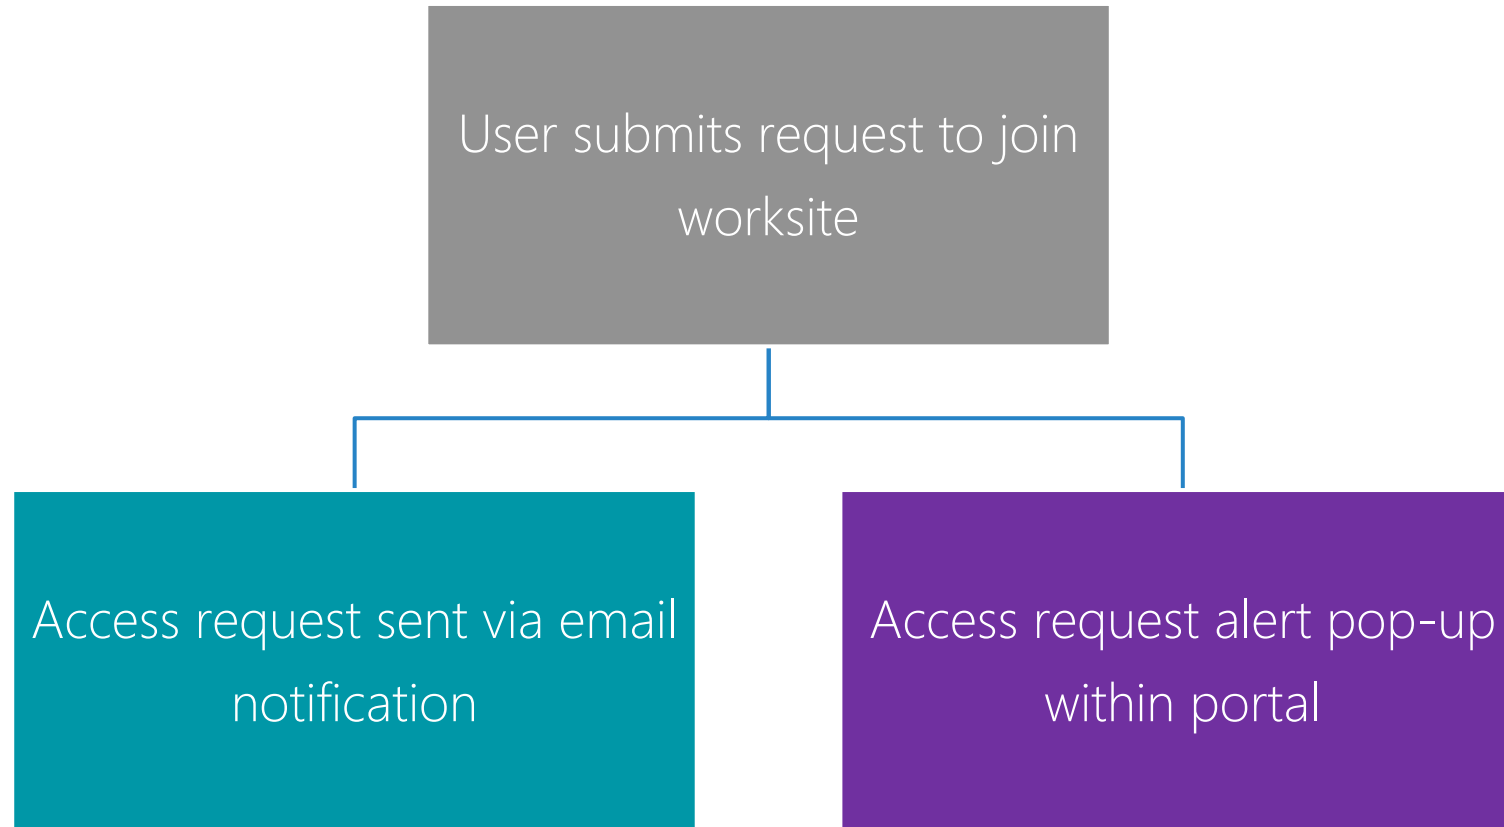 User submits request to join
worksite
Access request sent via email
notification
Access request alert pop-up
within portal